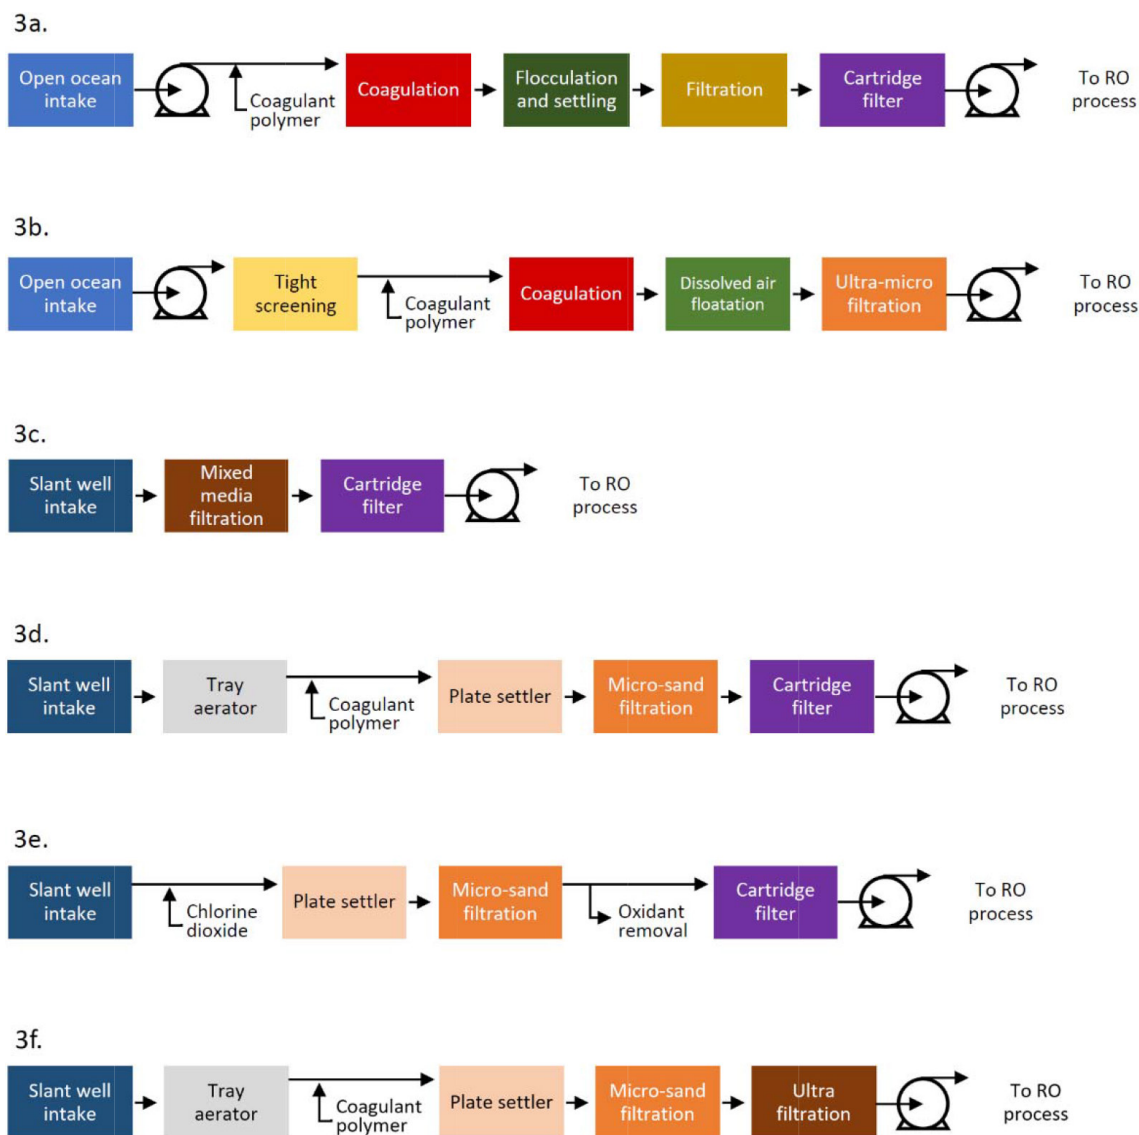 3a.
Open ocean
intake
Coagulant
polymer
Coagulation
Flocculation
and settling
Filtration
Cartridge
filter
To RO
process
3b.
Open ocean
intake
Tight
screening
Coagulant
polymer
Coagulation
Dissolved air
floatation
Ultra-micro
filtration
To RO
process
3c.
Slant well
intake
Mixed
media
filtration
Cartridge
filter
To RO
process
3d.
Slant well
intake
Tray
aerator
Coagulant
polymer
Plate settler
Micro-sand
filtration
Cartridge
filter
To RO
process
3e.
Slant well
intake
Chlorine
dioxide
Plate settler
Micro-sand
filtration
Oxidant
removal
Cartridge
filter
To RO
process
3f.
Slant well
intake
Tray
aerator
Coagulant
polymer
Plate settler
Micro-sand
filtration
Ultra
filtration
To RO
process